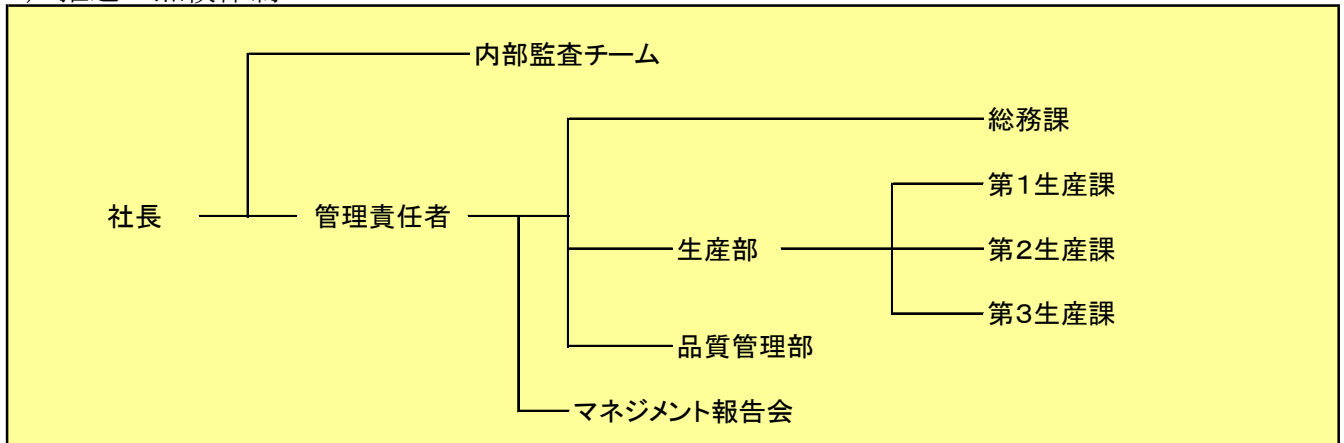 内部監査チーム
総務課
第1生産課
社長 管理責任者
生産部 第2生産課
第3生産課
品質管理部
マネジメント報告会